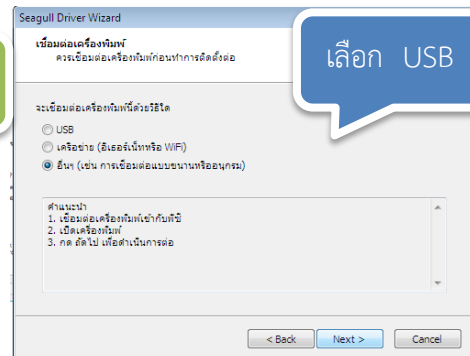 Seagull Driver Wizard
เชื่อมต่อเครื่องพิมพ์
ควรเชื่อมต่อเครื่องพิมพ์ก่อนทำการติดตั้งต่อ
เลือก USB
จะเชื่อมต่อเครื่องพิมพ์นี้ด้วยวิธีใด
USB
เครือข่าย (อีเธอร์เน็ทหรือ WiFi)
อื่นๆ (เช่น การเชื่อมต่อแบบขนานหรืออนุกรม)
คำแนะนำ
1. เชื่อมต่อเครื่องพิมพ์เข้ากับพีซี
2. เปิดเครื่องพิมพ์
3. กด ถัดไป เพื่อดำเนินการต่อ
< Back Next > Cancel